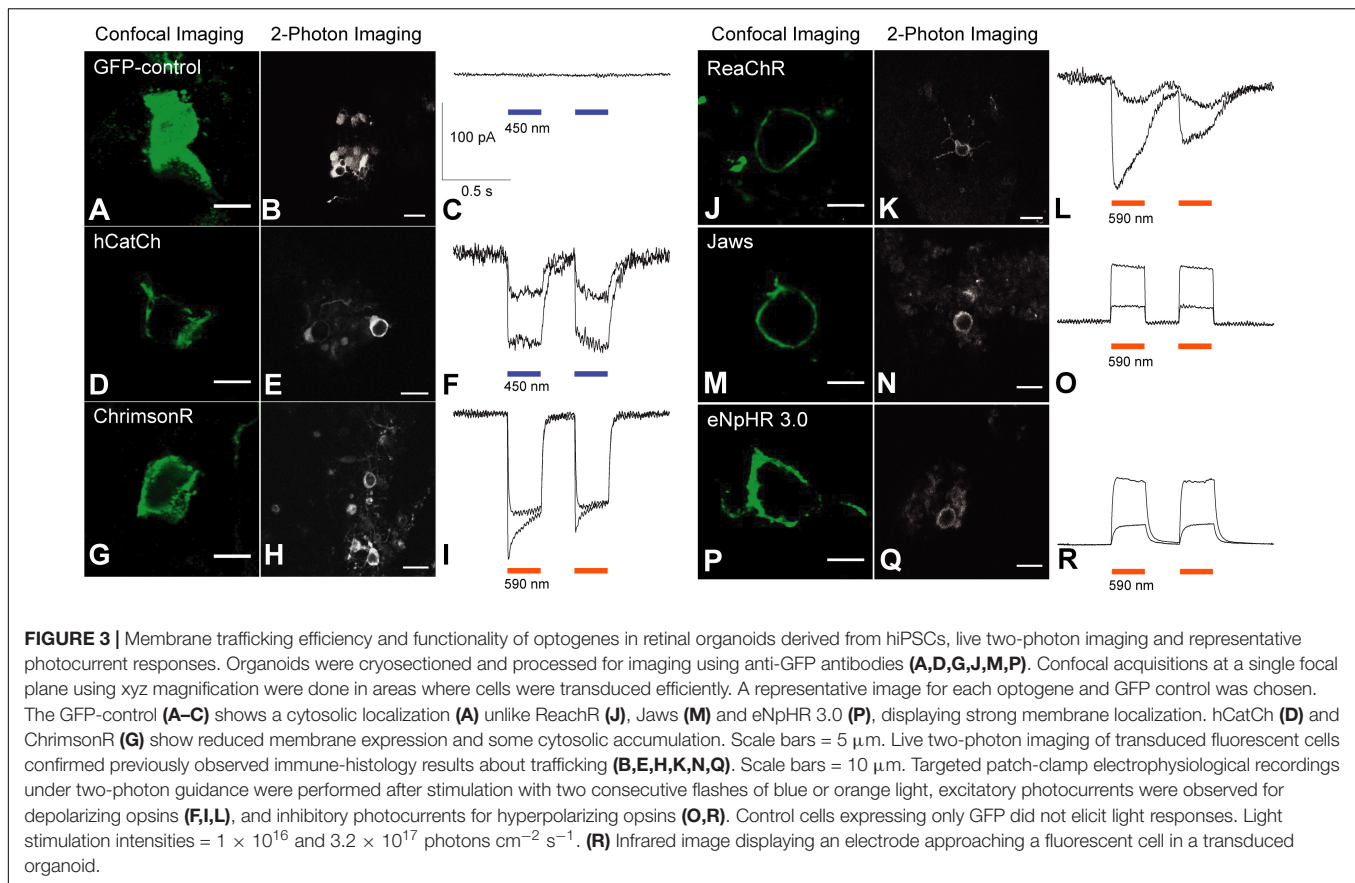 Confocal Imaging 2-Photon Imaging
GFP-control
A
B
450 nm
100 pA
0.5 s
C
hCatCh
D
E
450 nm
F
ChrimsonR
G
H
590 nm
I
Confocal Imaging 2-Photon Imaging
ReaChR
J
K
590 nm
L
Jaws
M
N
590 nm
O
eNpHR 3.0
P
Q
590 nm
R
FIGURE 3 | Membrane trafficking efficiency and functionality of optogenes in retinal organoids derived from hiPSCs, live two-photon imaging and representative
photocurrent responses. Organoids were cryosectioned and processed for imaging using anti-GFP antibodies (A,D,G,J,M,P). Confocal acquisitions at a single focal
plane using xyz magnification were done in areas where cells were transduced efficiently. A representative image for each optogene and GFP control was chosen.
The GFP-control (A–C) shows a cytosolic localization (A) unlike ReachR (J), Jaws (M) and eNpHR 3.0 (P), displaying strong membrane localization. hCatCh (D) and
ChrimsonR (G) show reduced membrane expression and some cytosolic accumulation. Scale bars = 5 μm. Live two-photon imaging of transduced fluorescent cells
confirmed previously observed immune-histology results about trafficking (B,E,H,K,N,Q). Scale bars = 10 μm. Targeted patch-clamp electrophysiological recordings
under two-photon guidance were performed after stimulation with two consecutive flashes of blue or orange light, excitatory photocurrents were observed for
depolarizing opsins (F,I,L), and inhibitory photocurrents for hyperpolarizing opsins (O,R). Control cells expressing only GFP did not elicit light responses. Light
stimulation intensities = 1 × 10¹⁶ and 3.2 × 10¹⁷ photons cm⁻² s⁻¹. (R) Infrared image displaying an electrode approaching a fluorescent cell in a transduced
organoid.